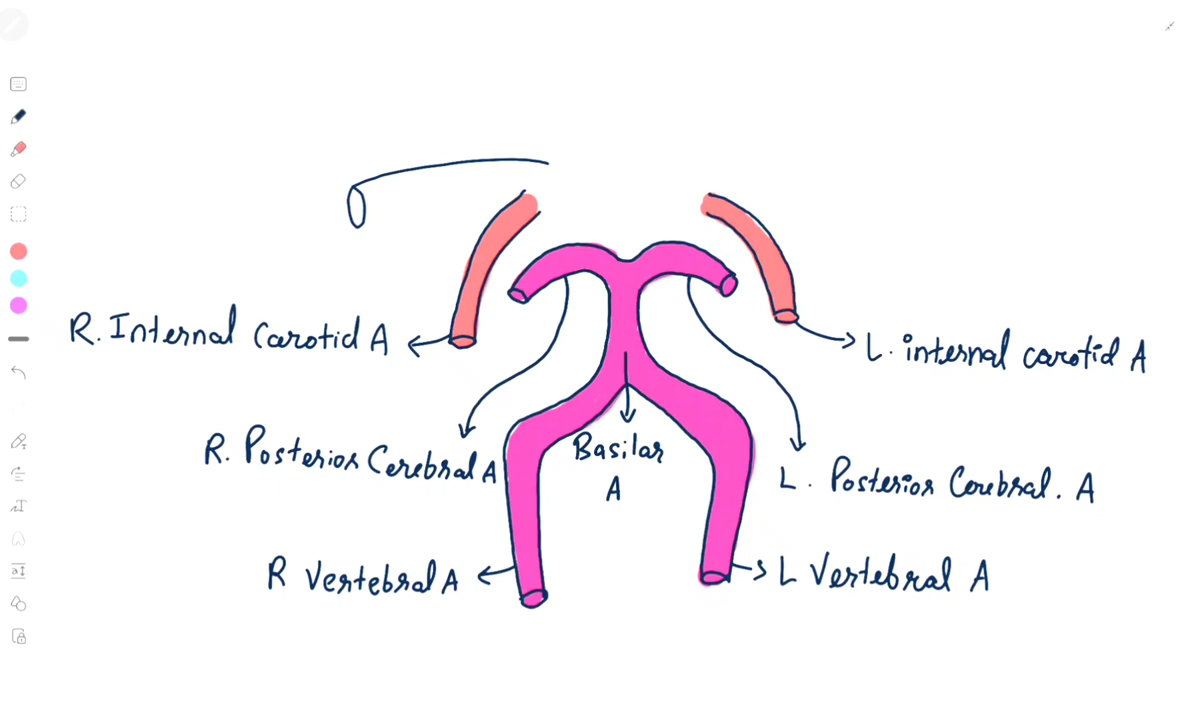 R. Internal Carotid A
L. internal carotid A
R. Posterior Cerebral A
Basilar
A
L. Posterior Cerebral. A
R Vertebral A
L Vertebral A